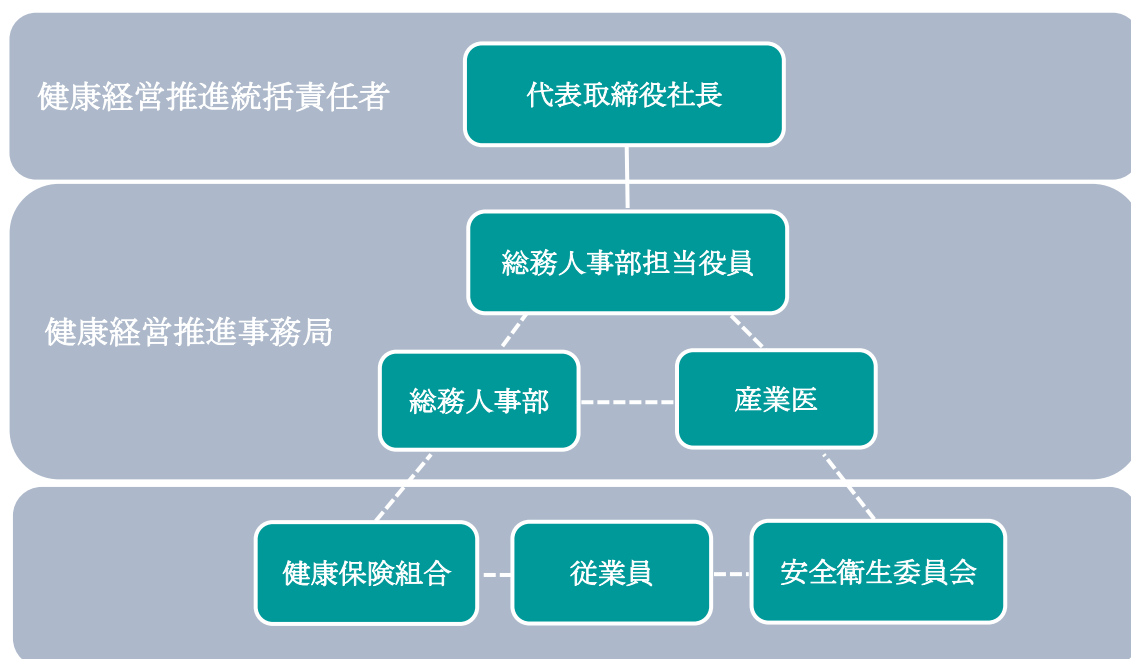 健康経営推進統括責任者
代表取締役社長
総務人事部担当役員
健康経営推進事務局
総務人事部
産業医
健康保険組合
従業員
安全衛生委員会